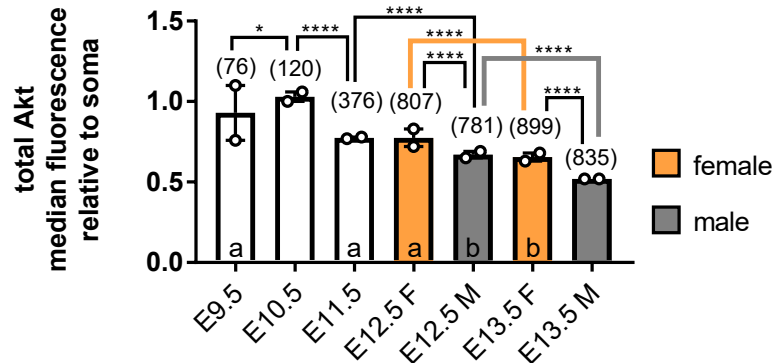 total Akt
median fluorescence
relative to soma
1.5
1.0
0.5
0.0
* **** **** **** **** **** ****
(76) (120) (376) (807) (781) (899) (835)
a a a b b
E9.5 E10.5 E11.5 E12.5 F E12.5 M E13.5 F E13.5 M
female
male